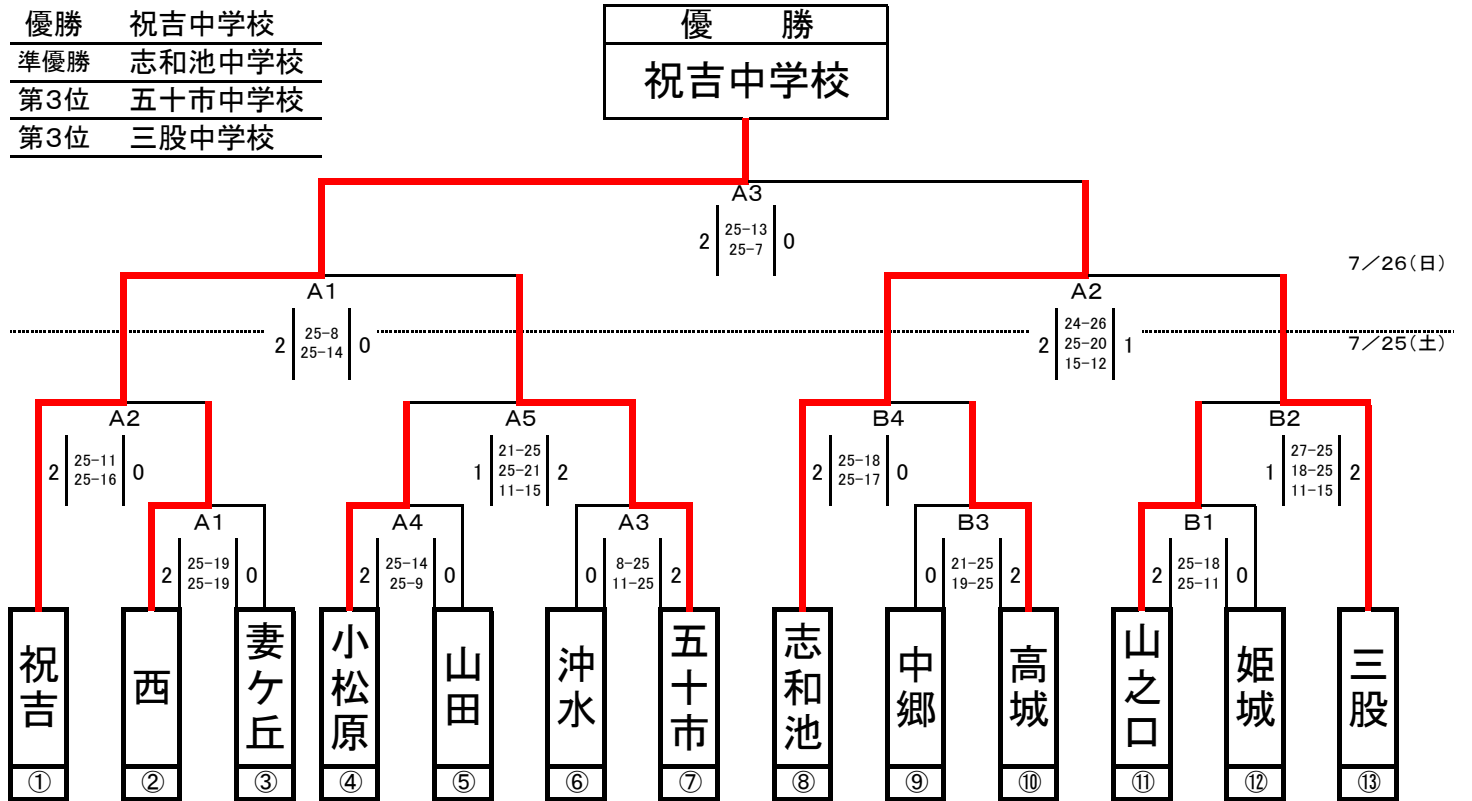 優勝 祝吉中学校
準優勝 志和池中学校
第3位 五十市中学校
第3位 三股中学校
優 勝
祝吉中学校
A3
2 25-13 0
25-7
7/26(日)
A1
2 25-8 0
25-14
A2
24-26
2 25-20 1
15-12
7/25(土)
A2
2 25-11 0
25-16
A5
21-25
1 25-21 2
11-15
B4
2 25-18 0
25-17
B2
27-25
1 18-25 2
11-15
A1
2 25-19 0
25-19
A4
2 25-14 0
25-9
A3
0 8-25 2
11-25
B3
0 21-25 2
19-25
B1
2 25-18 0
25-11
祝吉
①
西
②
妻ケ丘
③
小松原
④
山田
⑤
沖水
⑥
五十市
⑦
志和池
⑧
中郷
⑨
高城
⑩
山之口
⑪
姫城
⑫
三股
⑬